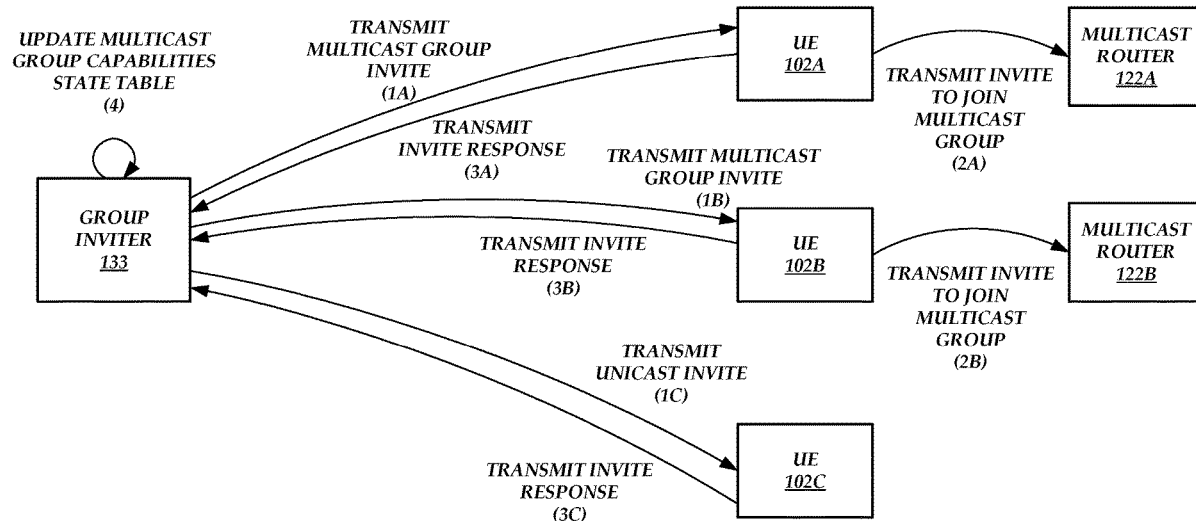 UPDATE MULTICAST
GROUP CAPABILITIES
STATE TABLE
(4)
GROUP
INVITER
133
TRANSMIT
MULTICAST GROUP
INVITE
(1A)
TRANSMIT
INVITE RESPONSE
(3A)
UE
102A
TRANSMIT INVITE
TO JOIN
MULTICAST
GROUP
(2A)
MULTICAST
ROUTER
122A
TRANSMIT MULTICAST
GROUP INVITE
(1B)
TRANSMIT INVITE
RESPONSE
(3B)
UE
102B
TRANSMIT INVITE
TO JOIN
MULTICAST
GROUP
(2B)
MULTICAST
ROUTER
122B
TRANSMIT
UNICAST INVITE
(1C)
TRANSMIT INVITE
RESPONSE
(3C)
UE
102C